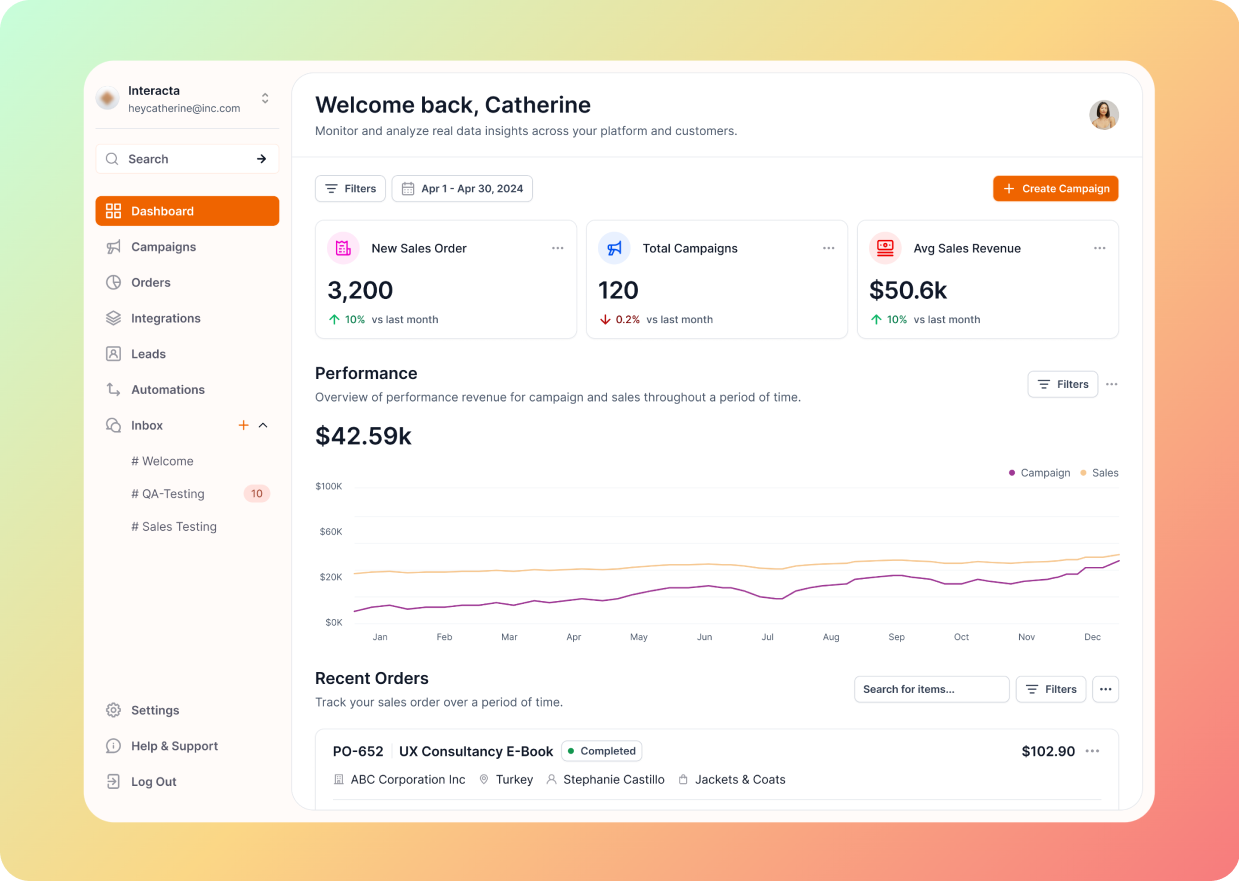 Interacta
heycatherine@inc.com
Search
Dashboard
Campaigns
Orders
Integrations
Leads
Automations
Inbox
# Welcome
# QA-Testing 10
# Sales Testing
Settings
Help & Support
Log Out
Welcome back, Catherine
Monitor and analyze real data insights across your platform and customers.
Filters Apr 1 - Apr 30, 2024 Create Campaign
New Sales Order
3,200
10% vs last month
Total Campaigns
120
0.2% vs last month
Avg Sales Revenue
$50.6k
10% vs last month
Performance
Overview of performance revenue for campaign and sales throughout a period of time.
Filters
$42.59k
Campaign Sales
$100K
$60K
$20K
$0K
Jan Feb Mar Apr May Jun Jul Aug Sep Oct Nov Dec
Recent Orders
Track your sales order over a period of time.
Search for items... Filters
PO-652 UX Consultancy E-Book Completed $102.90
ABC Corporation Inc Turkey Stephanie Castillo Jackets & Coats